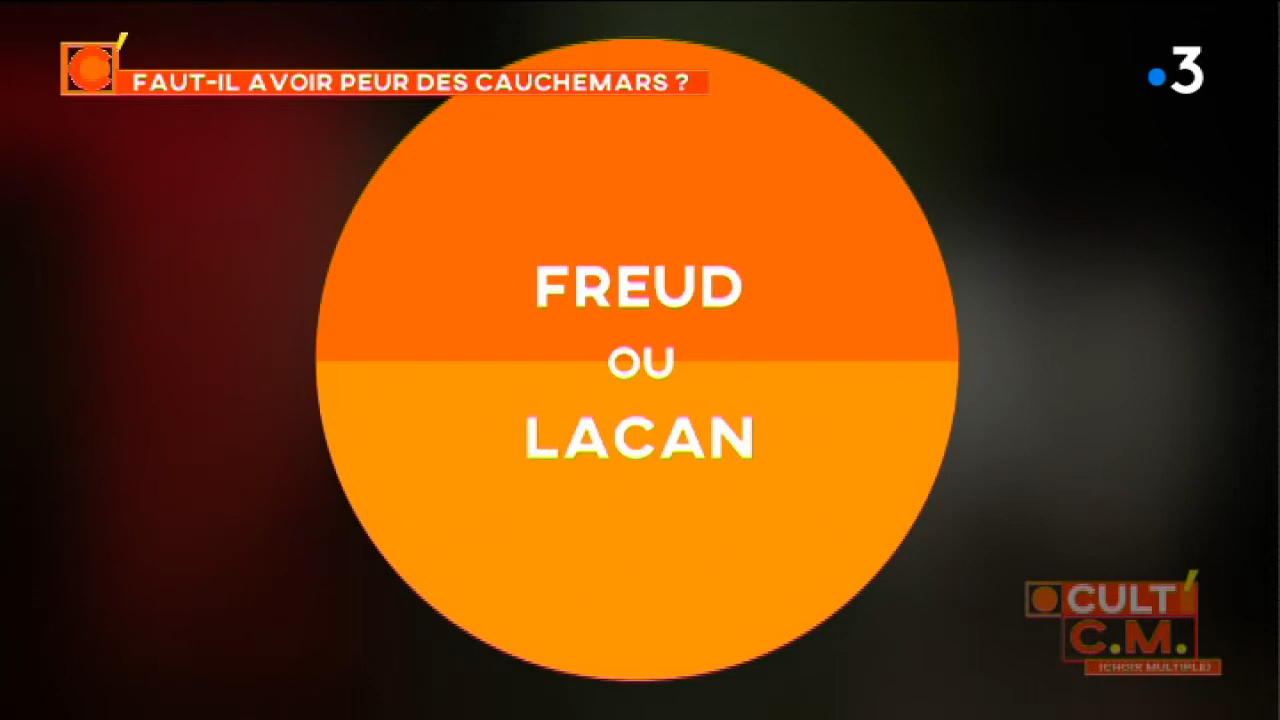 FAUT-IL AVOIR PEUR DES CAUCHEMARS ?
3
FREUD
OU
LACAN
CULT'
C.M.
(CHOIX MULTIPLE)